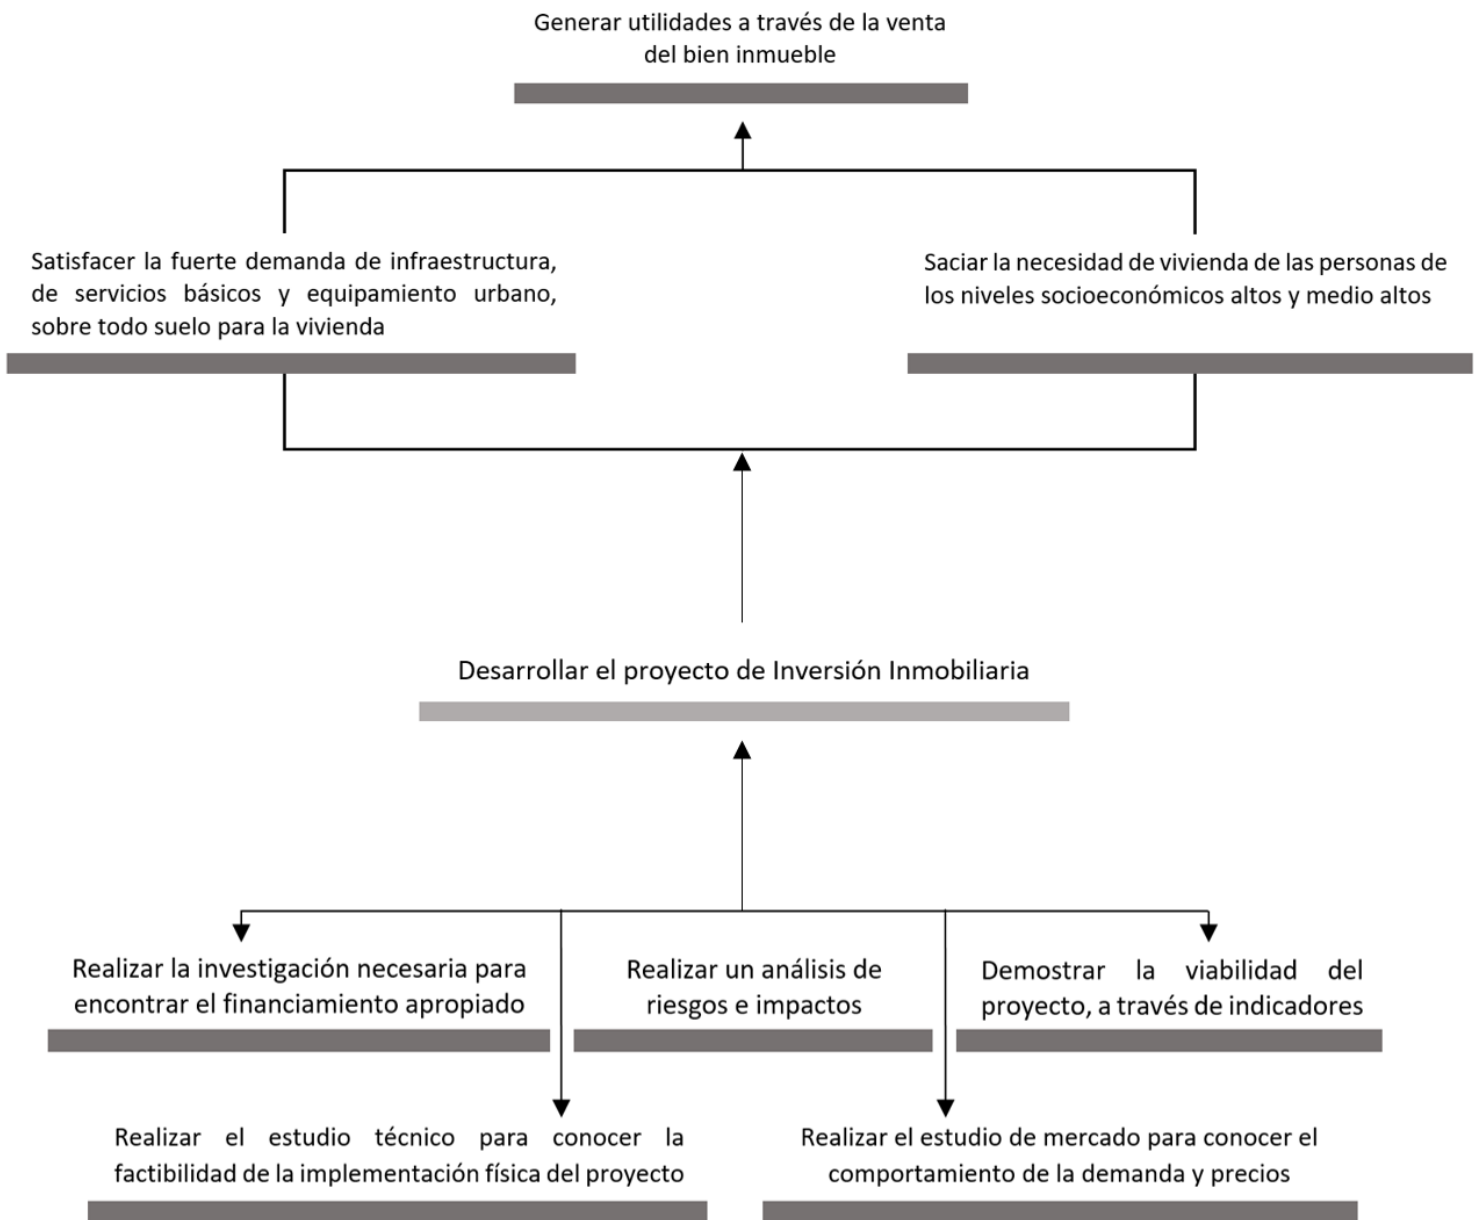 Generar utilidades a través de la venta
del bien inmueble
Satisfacer la fuerte demanda de infraestructura,
de servicios básicos y equipamiento urbano,
sobre todo suelo para la vivienda
Saciar la necesidad de vivienda de las personas de
los niveles socioeconómicos altos y medio altos
Desarrollar el proyecto de Inversión Inmobiliaria
Realizar la investigación necesaria para
encontrar el financiamiento apropiado
Realizar un análisis de
riesgos e impactos
Demostrar la viabilidad del
proyecto, a través de indicadores
Realizar el estudio técnico para conocer la
factibilidad de la implementación física del proyecto
Realizar el estudio de mercado para conocer el
comportamiento de la demanda y precios